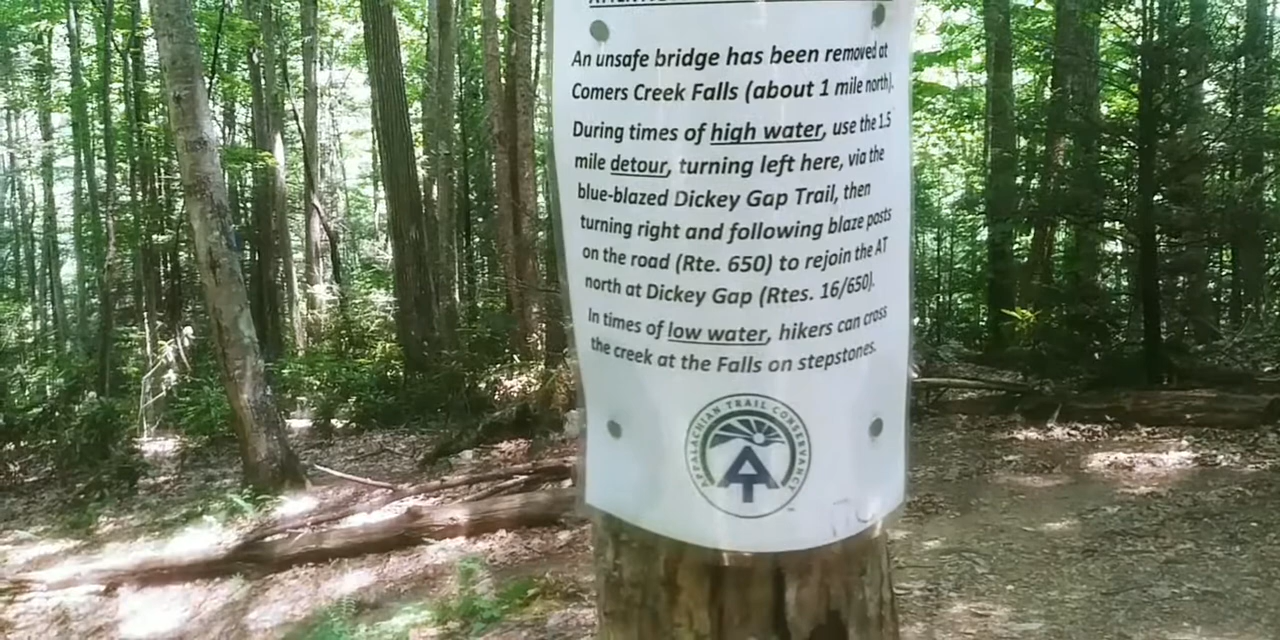 An unsafe bridge has been removed at
Comers Creek Falls (about 1 mile north).
During times of high water, use the 1.5
mile detour, turning left here, via the
blue-blazed Dickey Gap Trail, then
turning right and following blaze posts
on the road (Rte. 650) to rejoin the AT
north at Dickey Gap (Rtes. 16/650).
In times of low water, hikers can cross
the creek at the Falls on stepstones.
APPALACHIAN TRAIL CONSERVANCY